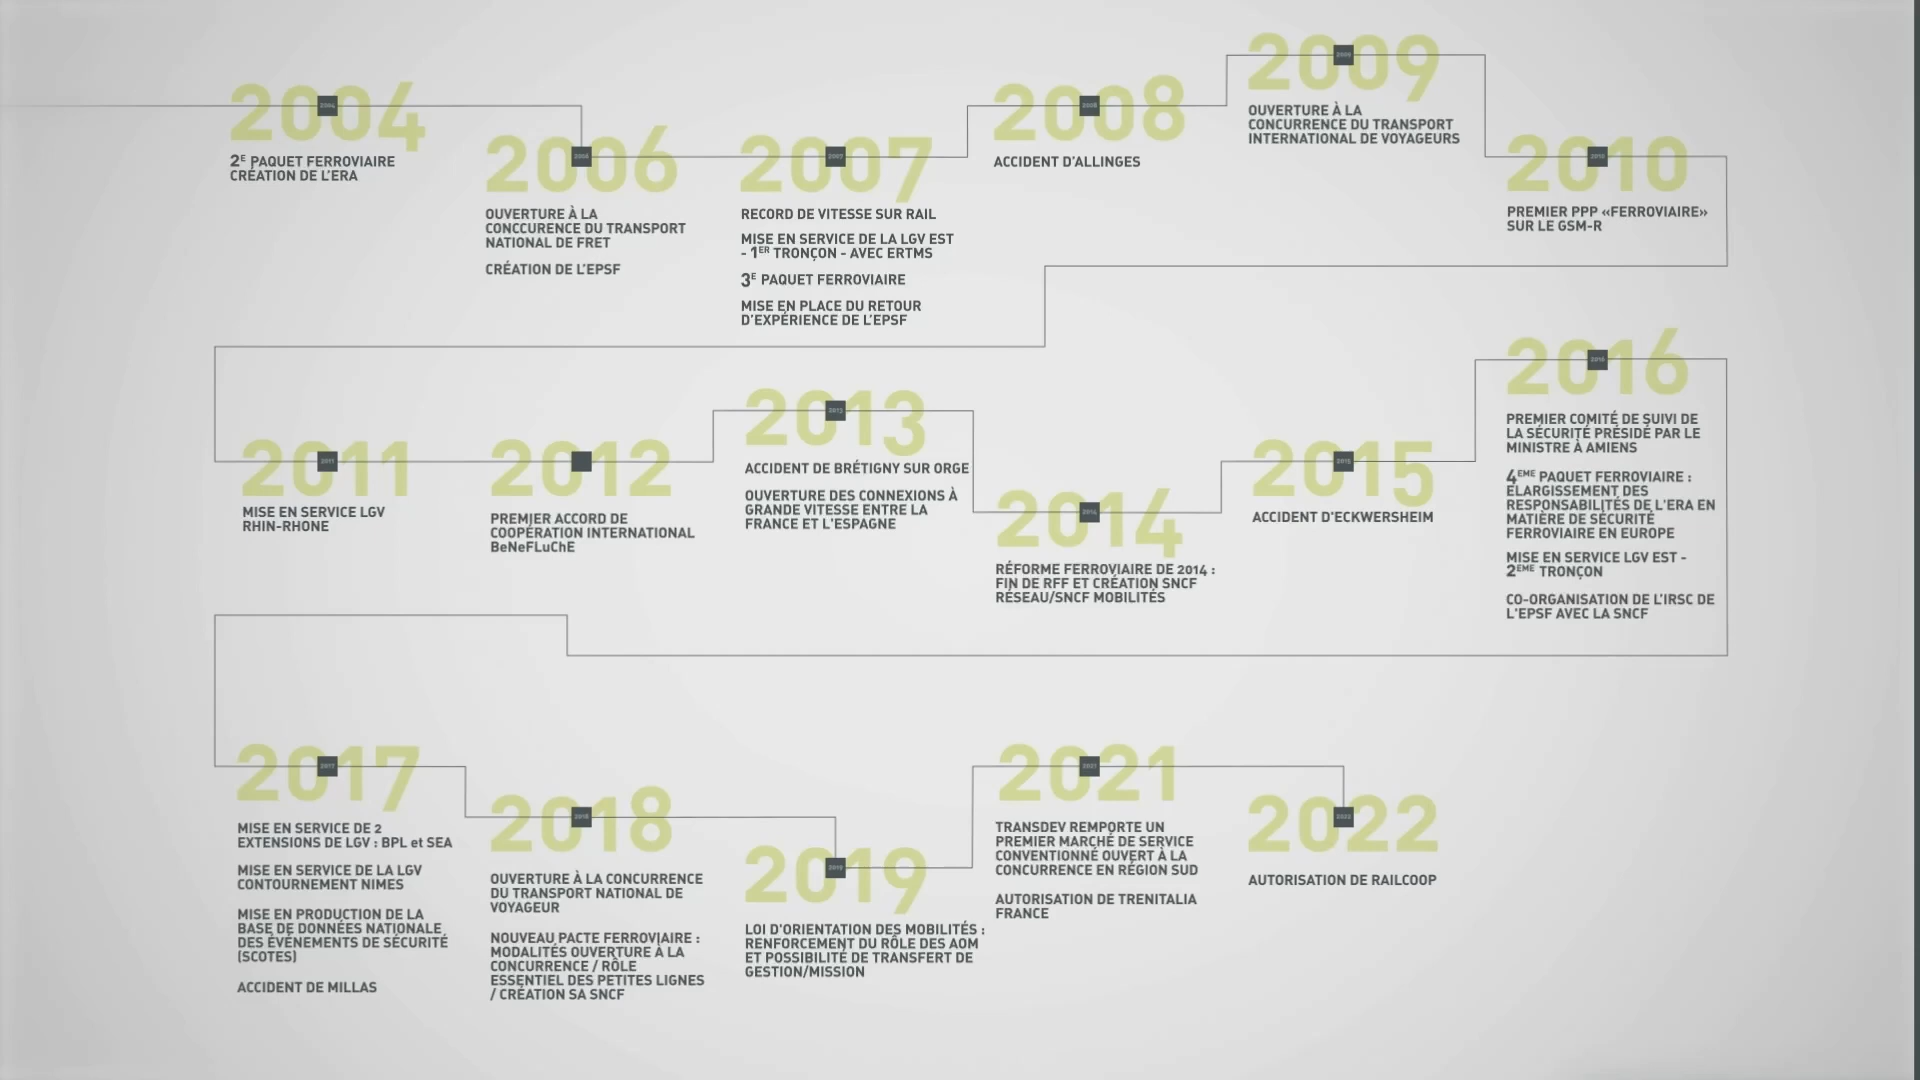 2004
2E PAQUET FERROVIAIRE
CRÉATION DE L'ERA
2006
OUVERTURE À LA
CONCCURENCE DU TRANSPORT
NATIONAL DE FRET
CRÉATION DE L'EPSF
2007
RECORD DE VITESSE SUR RAIL
MISE EN SERVICE DE LA LGV EST
- 1ER TRONÇON - AVEC ERTMS
3E PAQUET FERROVIAIRE
MISE EN PLACE DU RETOUR
D'EXPÉRIENCE DE L'EPSF
2008
ACCIDENT D'ALLINGES
2009
OUVERTURE À LA
CONCURRENCE DU TRANSPORT
INTERNATIONAL DE VOYAGEURS
2010
PREMIER PPP «FERROVIAIRE»
SUR LE GSM-R
2011
MISE EN SERVICE LGV
RHIN-RHONE
2012
PREMIER ACCORD DE
COOPÉRATION INTERNATIONAL
BeNeFLuChE
2013
ACCIDENT DE BRÉTIGNY SUR ORGE
OUVERTURE DES CONNEXIONS À
GRANDE VITESSE ENTRE LA
FRANCE ET L'ESPAGNE
2014
RÉFORME FERROVIAIRE DE 2014 :
FIN DE RFF ET CRÉATION SNCF
RÉSEAU/SNCF MOBILITÉS
2015
ACCIDENT D'ECKWERSHEIM
2016
PREMIER COMITÉ DE SUIVI DE
LA SÉCURITÉ PRÉSIDÉ PAR LE
MINISTRE À AMIENS
4EME PAQUET FERROVIAIRE :
ÉLARGISSEMENT DES
RESPONSABILITÉS DE L'ERA EN
MATIÈRE DE SÉCURITÉ
FERROVIAIRE EN EUROPE
MISE EN SERVICE LGV EST -
2EME TRONÇON
CO-ORGANISATION DE L'IRSC DE
L'EPSF AVEC LA SNCF
2017
MISE EN SERVICE DE 2
EXTENSIONS DE LGV : BPL et SEA
MISE EN SERVICE DE LA LGV
CONTOURNEMENT NIMES
MISE EN PRODUCTION DE LA
BASE DE DONNÉES NATIONALE
DES ÉVÉNEMENTS DE SÉCURITÉ
(SCOTES)
ACCIDENT DE MILLAS
2018
OUVERTURE À LA CONCURRENCE
DU TRANSPORT NATIONAL DE
VOYAGEUR
NOUVEAU PACTE FERROVIAIRE :
MODALITÉS OUVERTURE À LA
CONCURRENCE / RÔLE
ESSENTIEL DES PETITES LIGNES
/ CRÉATION SA SNCF
2019
LOI D'ORIENTATION DES MOBILITÉS :
RENFORCEMENT DU RÔLE DES AOM
ET POSSIBILITÉ DE TRANSFERT DE
GESTION/MISSION
2021
TRANSDEV REMPORTE UN
PREMIER MARCHÉ DE SERVICE
CONVENTIONNÉ OUVERT À LA
CONCURRENCE EN RÉGION SUD
AUTORISATION DE TRENITALIA
FRANCE
2022
AUTORISATION DE RAILCOOP